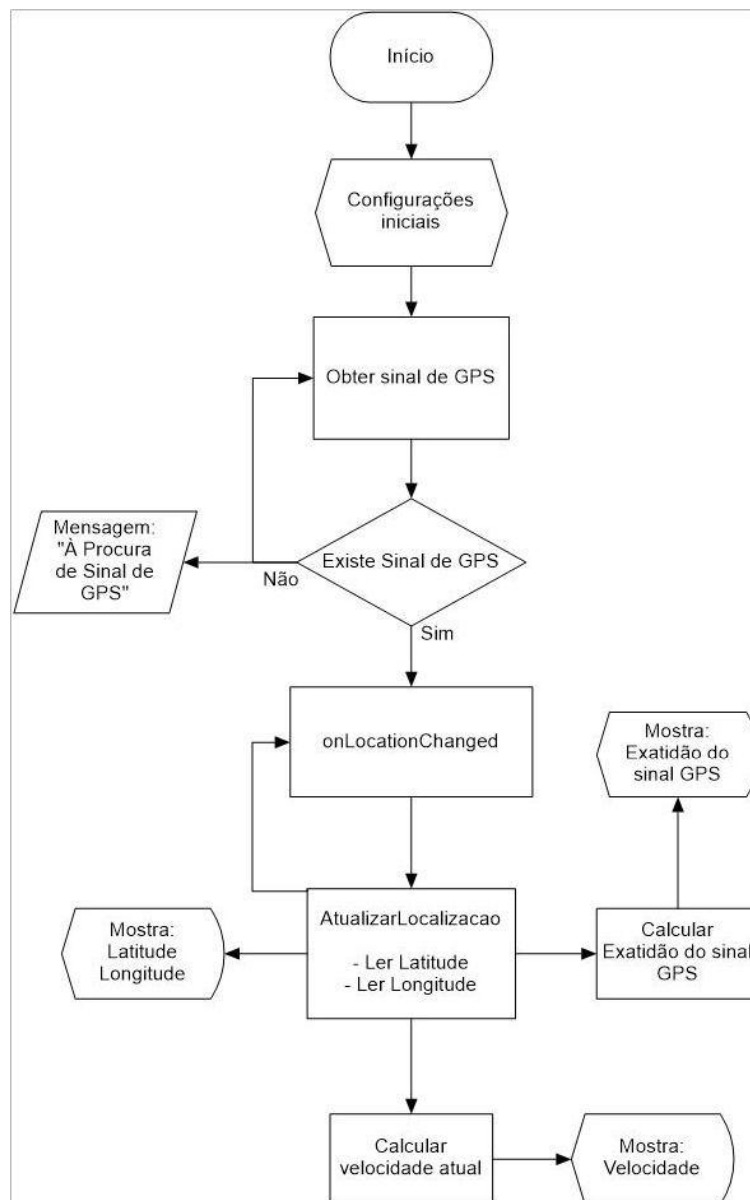 Início
Configurações
iniciais
Obter sinal de GPS
Mensagem:
"À Procura
de Sinal de
GPS"
Não
Existe Sinal de GPS
Sim
onLocationChanged
Mostra:
Exatidão do
sinal GPS
Mostra:
Latitude
Longitude
AtualizarLocalizacao
- Ler Latitude
- Ler Longitude
Calcular
Exatidão do sinal
GPS
Calcular
velocidade atual
Mostra:
Velocidade